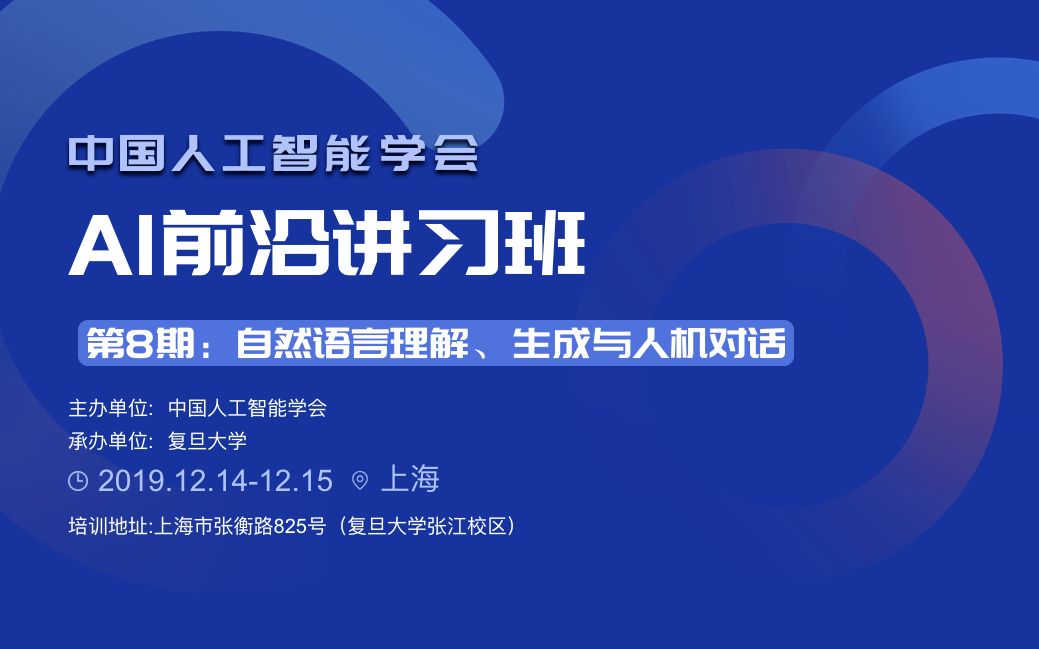 中国人工智能学会
AI前沿讲习班
第8期：自然语言理解、生成与人机对话
主办单位: 中国人工智能学会
承办单位: 复旦大学
2019.12.14-12.15 上海
培训地址:上海市张衡路825号（复旦大学张江校区）